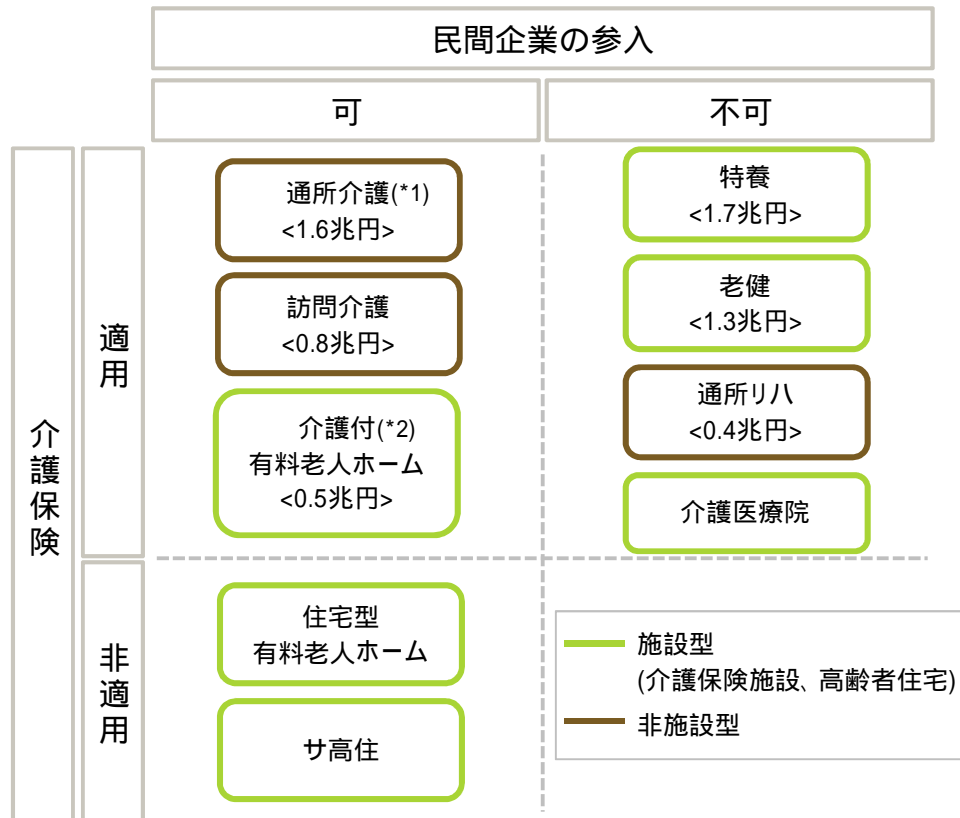 民間企業の参入
可
不可
介護保険
適用
通所介護(*1)
<1.6兆円>
訪問介護
<0.8兆円>
介護付(*2)
有料老人ホーム
<0.5兆円>
特養
<1.7兆円>
老健
<1.3兆円>
通所リハ
<0.4兆円>
介護医療院
非適用
住宅型
有料老人ホーム
サ高住
施設型
(介護保険施設、高齢者住宅)
非施設型